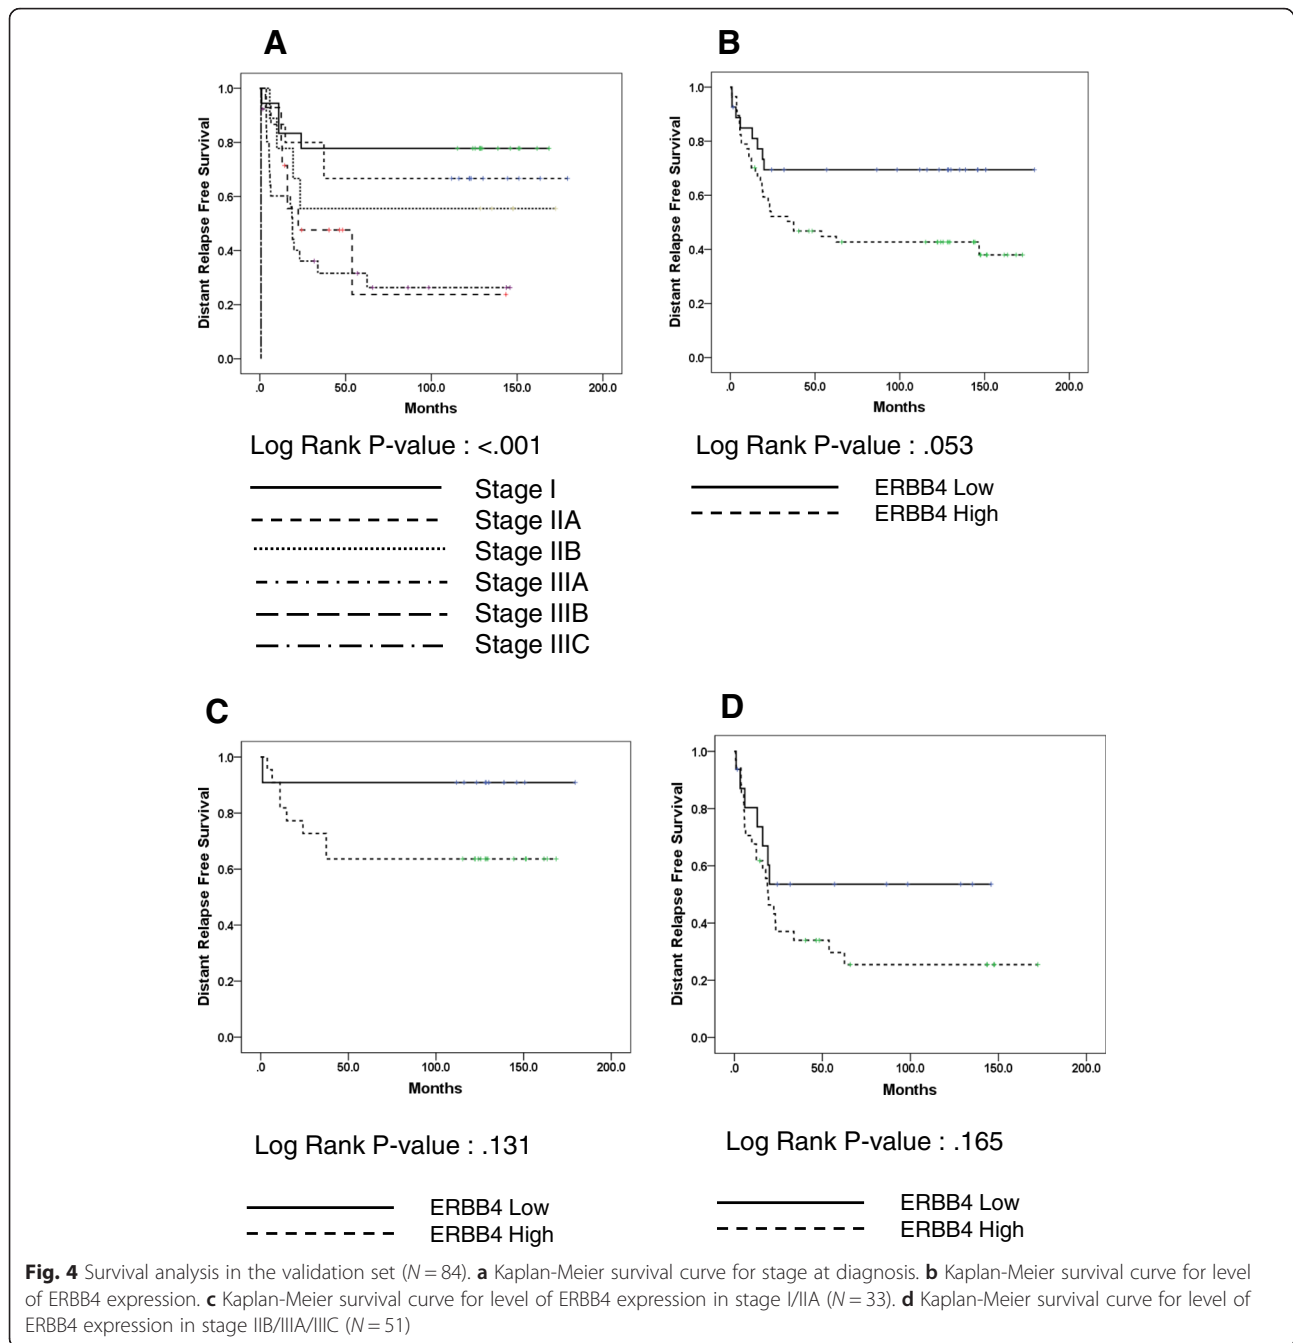 A
Distant Relapse Free Survival
1.0
0.8
0.6
0.4
0.2
0.0
.0 50.0 100.0 150.0 200.0
Months
Log Rank P-value : <.001
Stage I
Stage IIA
Stage IIB
Stage IIIA
Stage IIIB
Stage IIIC
B
Distant Relapse Free Survival
1.0
0.8
0.6
0.4
0.2
0.0
.0 50.0 100.0 150.0 200.0
Months
Log Rank P-value : .053
ERBB4 Low
ERBB4 High
C
Distant Relapse Free Survival
1.0
0.8
0.6
0.4
0.2
0.0
.0 50.0 100.0 150.0 200.0
Months
Log Rank P-value : .131
ERBB4 Low
ERBB4 High
D
Distant Relapse Free Survival
1.0
0.8
0.6
0.4
0.2
0.0
.0 50.0 100.0 150.0 200.0
Months
Log Rank P-value : .165
ERBB4 Low
ERBB4 High
Fig. 4 Survival analysis in the validation set (N = 84). a Kaplan-Meier survival curve for stage at diagnosis. b Kaplan-Meier survival curve for level
of ERBB4 expression. c Kaplan-Meier survival curve for level of ERBB4 expression in stage I/IIA (N = 33). d Kaplan-Meier survival curve for level of
ERBB4 expression in stage IIB/IIIA/IIIC (N = 51)